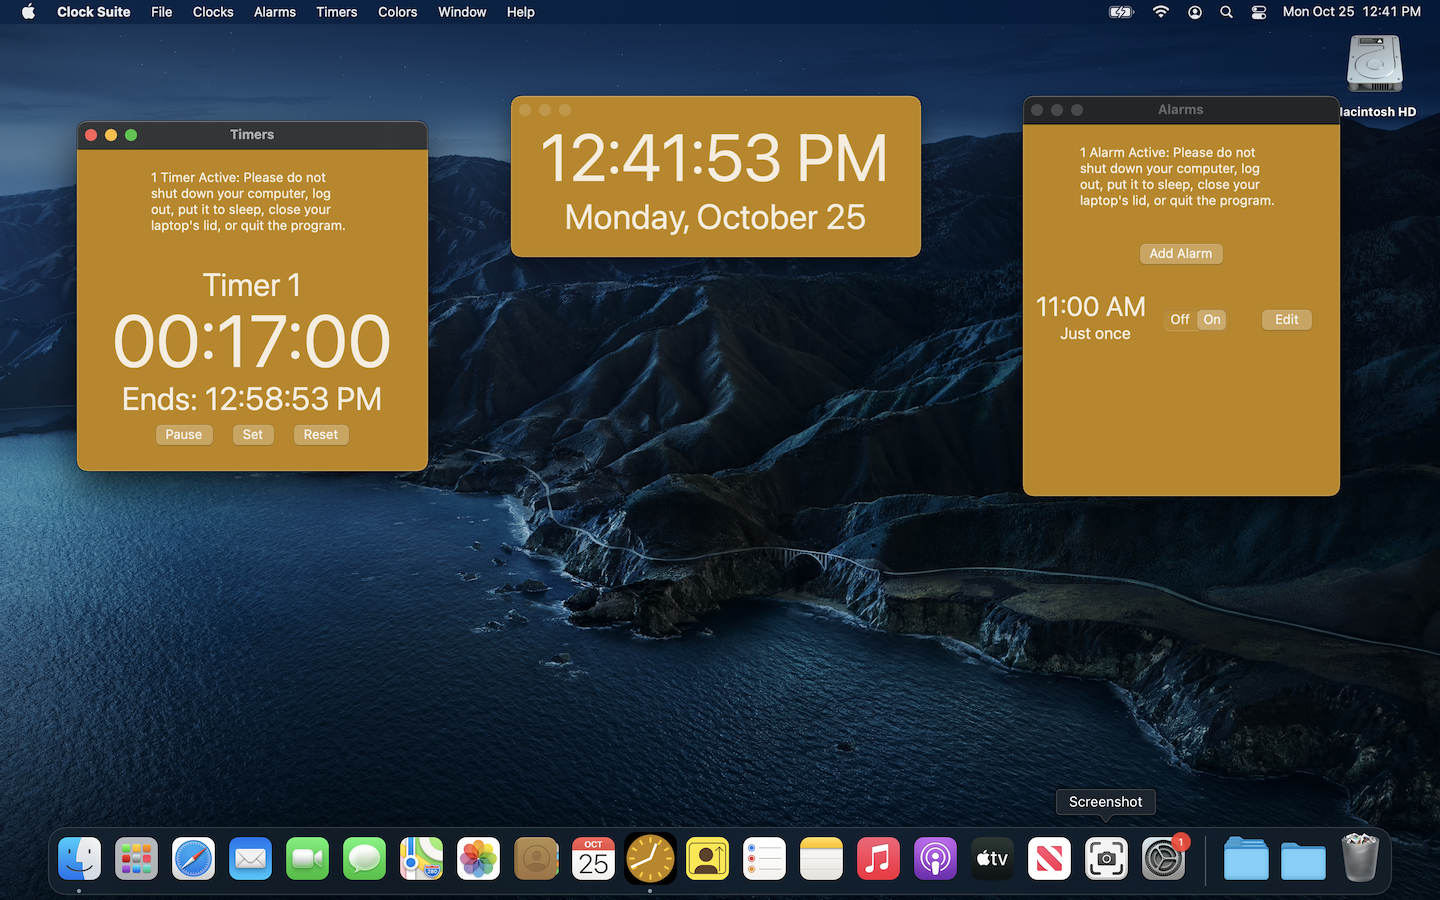 Clock Suite File Clocks Alarms Timers Colors Window Help
Mon Oct 25 12:41 PM
acintosh HD
Timers
1 Timer Active: Please do not
shut down your computer, log
out, put it to sleep, close your
laptop's lid, or quit the program.
Timer 1
00:17:00
Ends: 12:58:53 PM
Pause Set Reset
12:41:53 PM
Monday, October 25
Alarms
1 Alarm Active: Please do not
shut down your computer, log
out, put it to sleep, close your
laptop's lid, or quit the program.
Add Alarm
11:00 AM
Just once
Off On
Edit
Screenshot
OCT
25
280
tv
1